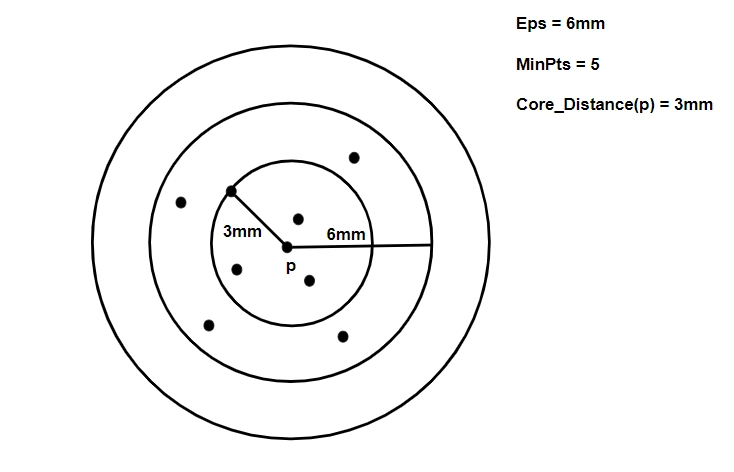 Eps = 6mm
MinPts = 5
Core_Distance(p) = 3mm
3mm
6mm
p